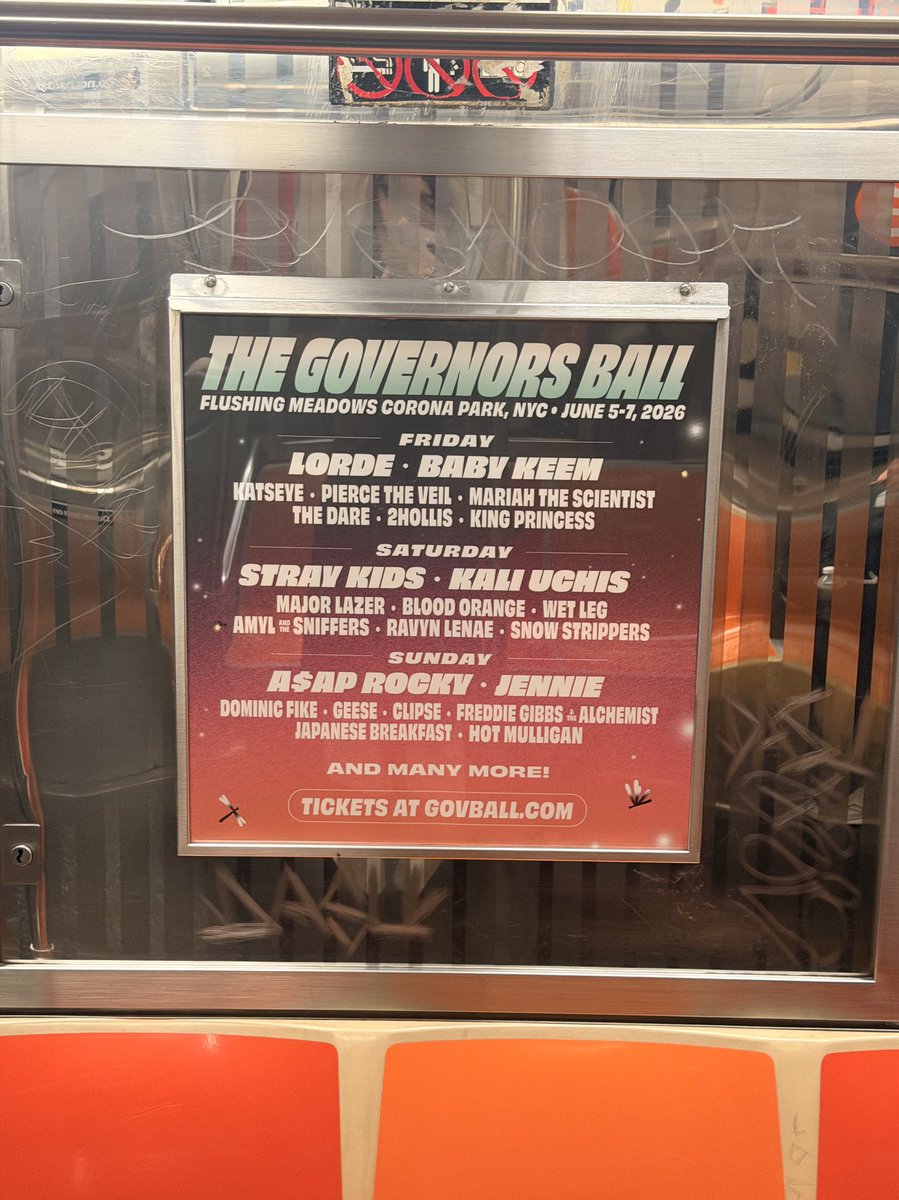 THE GOVERNORS BALL
FLUSHING MEADOWS CORONA PARK, NYC • JUNE 5-7, 2026
FRIDAY
LORDE • BABY KEEM
KATSEYE • PIERCE THE VEIL • MARIAH THE SCIENTIST
THE DARE • 2HOLLIS • KING PRINCESS
SATURDAY
STRAY KIDS • KALI UCHIS
MAJOR LAZER • BLOOD ORANGE • WET LEG
AMYL AND THE SNIFFERS • RAVYN LENAE • SNOW STRIPPERS
SUNDAY
A$AP ROCKY • JENNIE
DOMINIC FIKE • GEESE • CLIPSE • FREDDIE GIBBS & THE ALCHEMIST
JAPANESE BREAKFAST • HOT MULLIGAN
AND MANY MORE!
TICKETS AT GOVBALL.COM